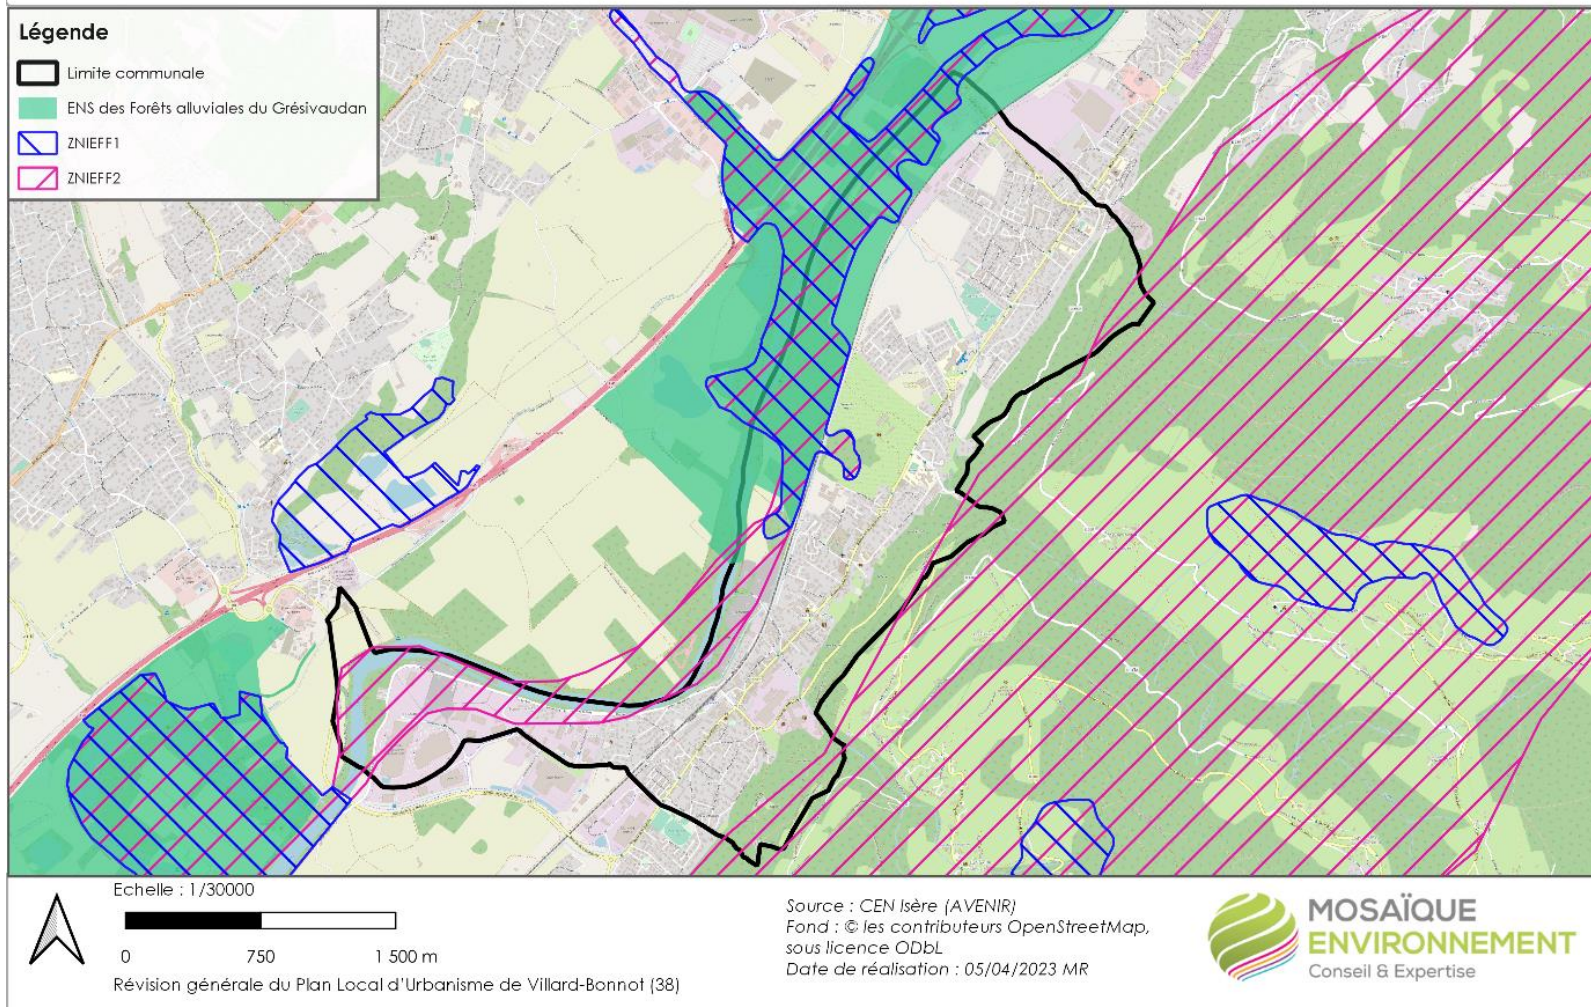 Légende
Limite communale
ENS des Forêts alluviales du Grésivaudan
ZNIEFF1
ZNIEFF2
Echelle : 1/30000
0 750 1 500 m
Révision générale du Plan Local d'Urbanisme de Villard-Bonnot (38)
Source : CEN Isère (AVENIR)
Fond : © les contributeurs OpenStreetMap,
sous licence ODbL
Date de réalisation : 05/04/2023 MR
MOSAÏQUE
ENVIRONNEMENT
Conseil & Expertise